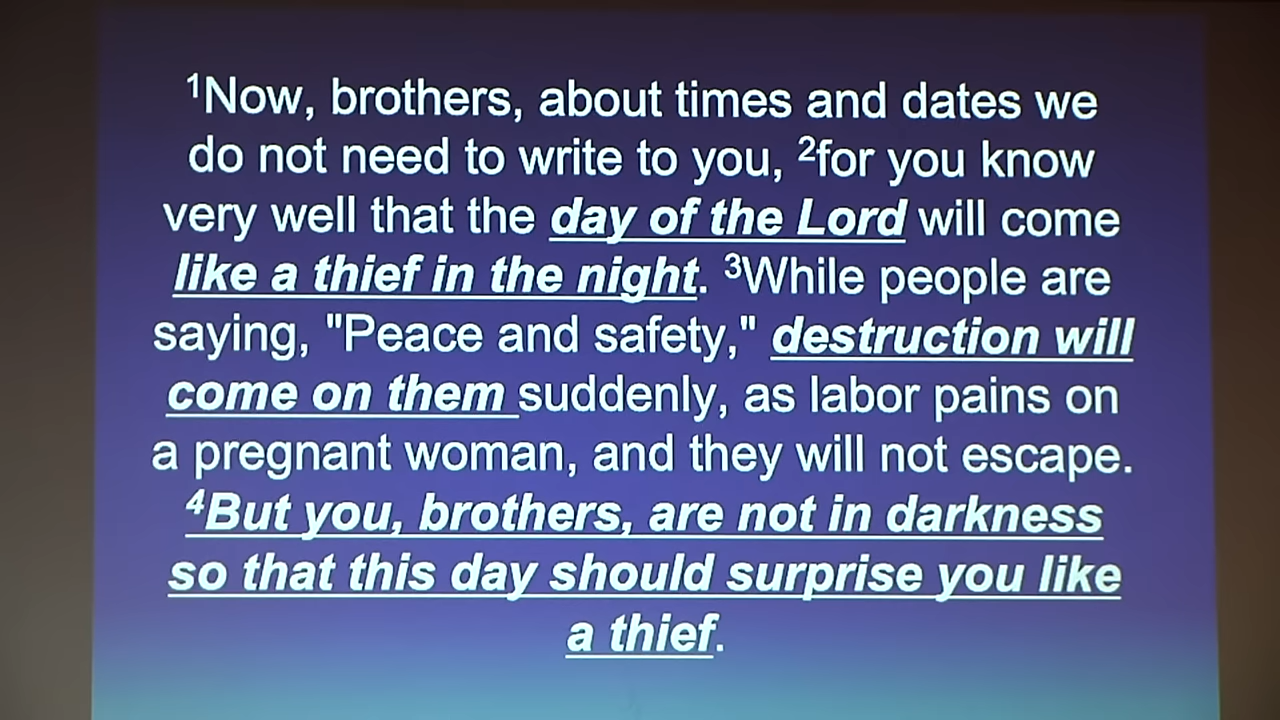 ¹Now, brothers, about times and dates we
do not need to write to you, ²for you know
very well that the day of the Lord will come
like a thief in the night. ³While people are
saying, "Peace and safety," destruction will
come on them suddenly, as labor pains on
a pregnant woman, and they will not escape.
⁴But you, brothers, are not in darkness
so that this day should surprise you like
a thief.